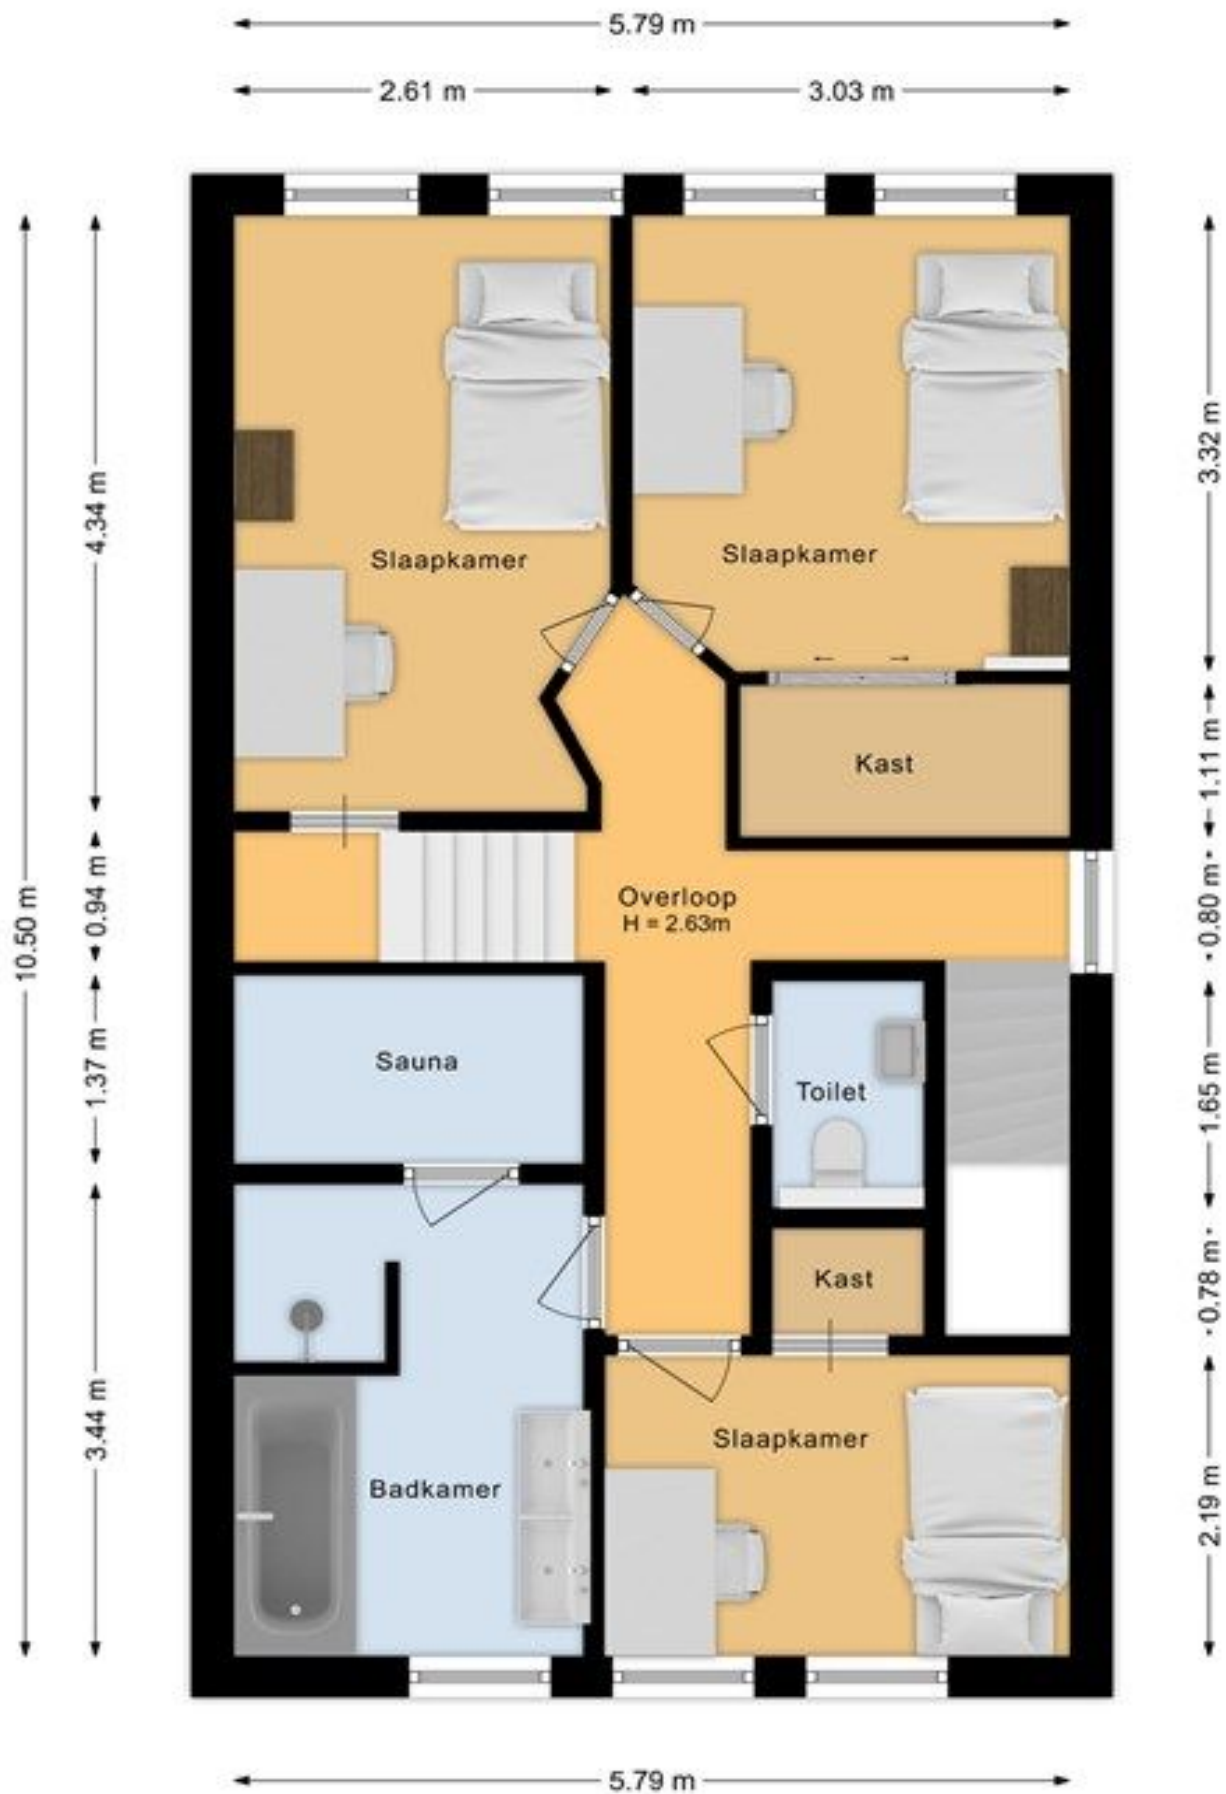 5.79 m
2.61 m
3.03 m
10.50 m
4.34 m
3.32 m
Slaapkamer
Slaapkamer
1.11 m
Kast
0.94 m
0.80 m
Overloop
H = 2.63m
1.37 m
Sauna
1.65 m
Toilet
0.78 m
Kast
3.44 m
Slaapkamer
2.19 m
Badkamer
5.79 m